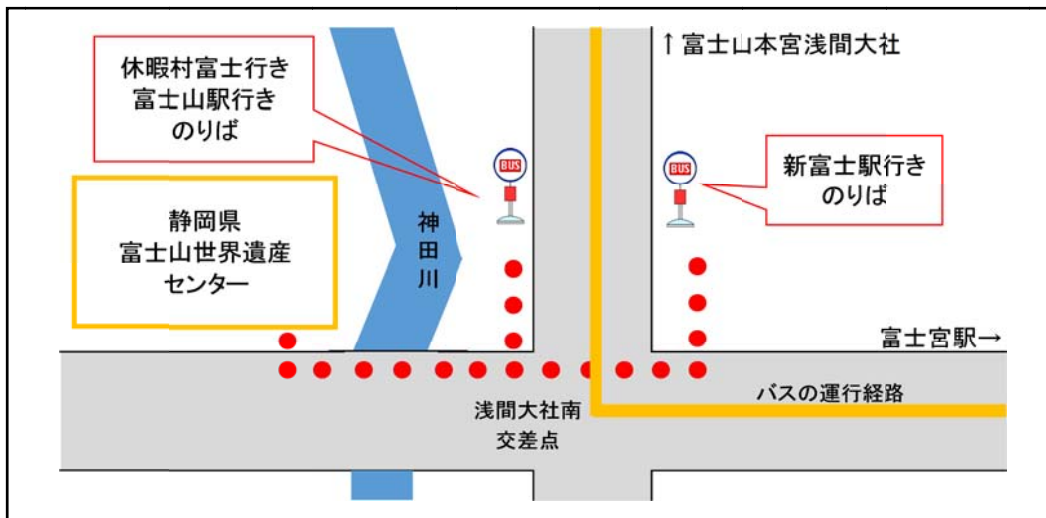 ↑富士山本宮浅間大社
休暇村富士行き
富士山駅行き
のりば
BUS
BUS
新富士駅行き
のりば
静岡県
富士山世界遺産
センター
神田川
富士宮駅→
バスの運行経路
浅間大社南
交差点